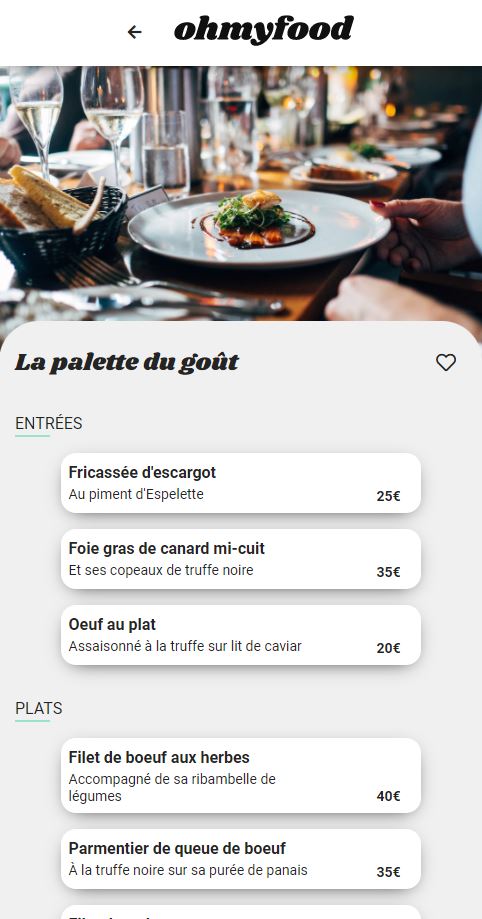 ohmyfood
La palette du goût
ENTRÉES
Fricassée d'escargot
Au piment d'Espelette
25€
Foie gras de canard mi-cuit
Et ses copeaux de truffe noire
35€
Oeuf au plat
Assaisonné à la truffe sur lit de caviar
20€
PLATS
Filet de boeuf aux herbes
Accompagné de sa ribambelle de
légumes
40€
Parmentier de queue de boeuf
À la truffe noire sur sa purée de panais
35€